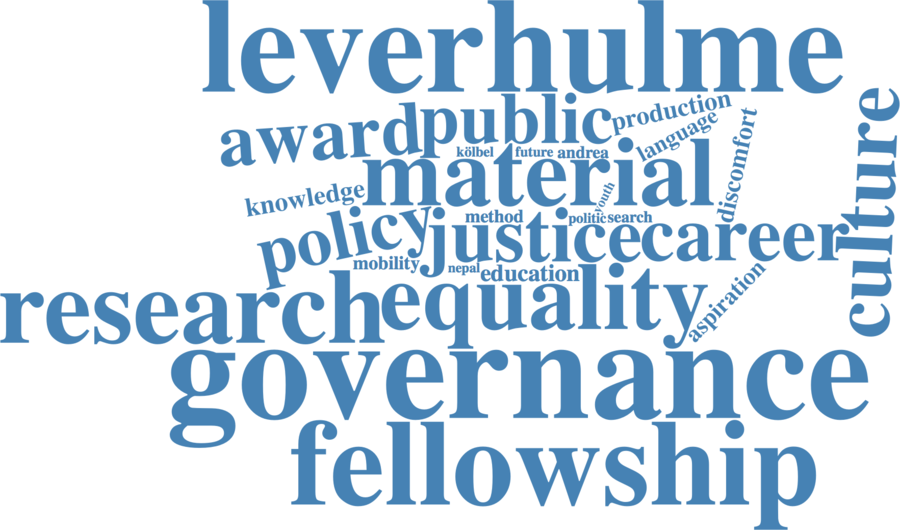 leverhulme
award
public
production
language
discomfort
culture
kölbel
future
andrea
material
youth
knowledge
method
politic
search
policy
justice
career
mobility
nepal
education
aspiration
research
equality
governance
fellowship